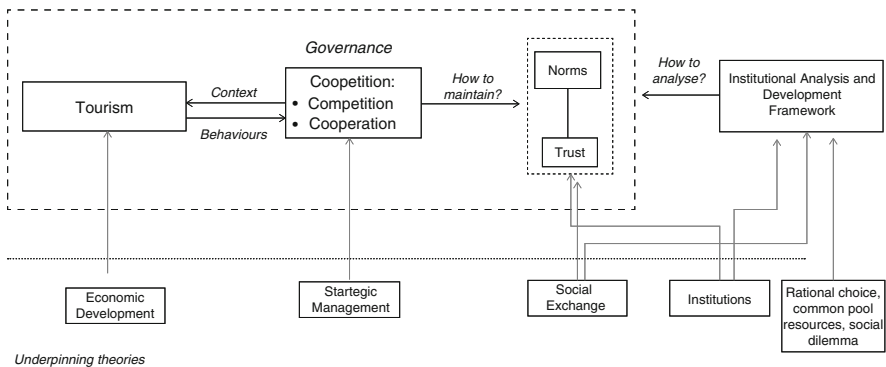 Governance
Tourism
Context
Behaviours
Coopetition:
• Competition
• Cooperation
How to
maintain?
Norms
Trust
How to
analyse?
Institutional Analysis and
Development
Framework
Economic
Development
Startegic
Management
Social
Exchange
Institutions
Rational choice,
common pool
resources, social
dilemma
Underpinning theories